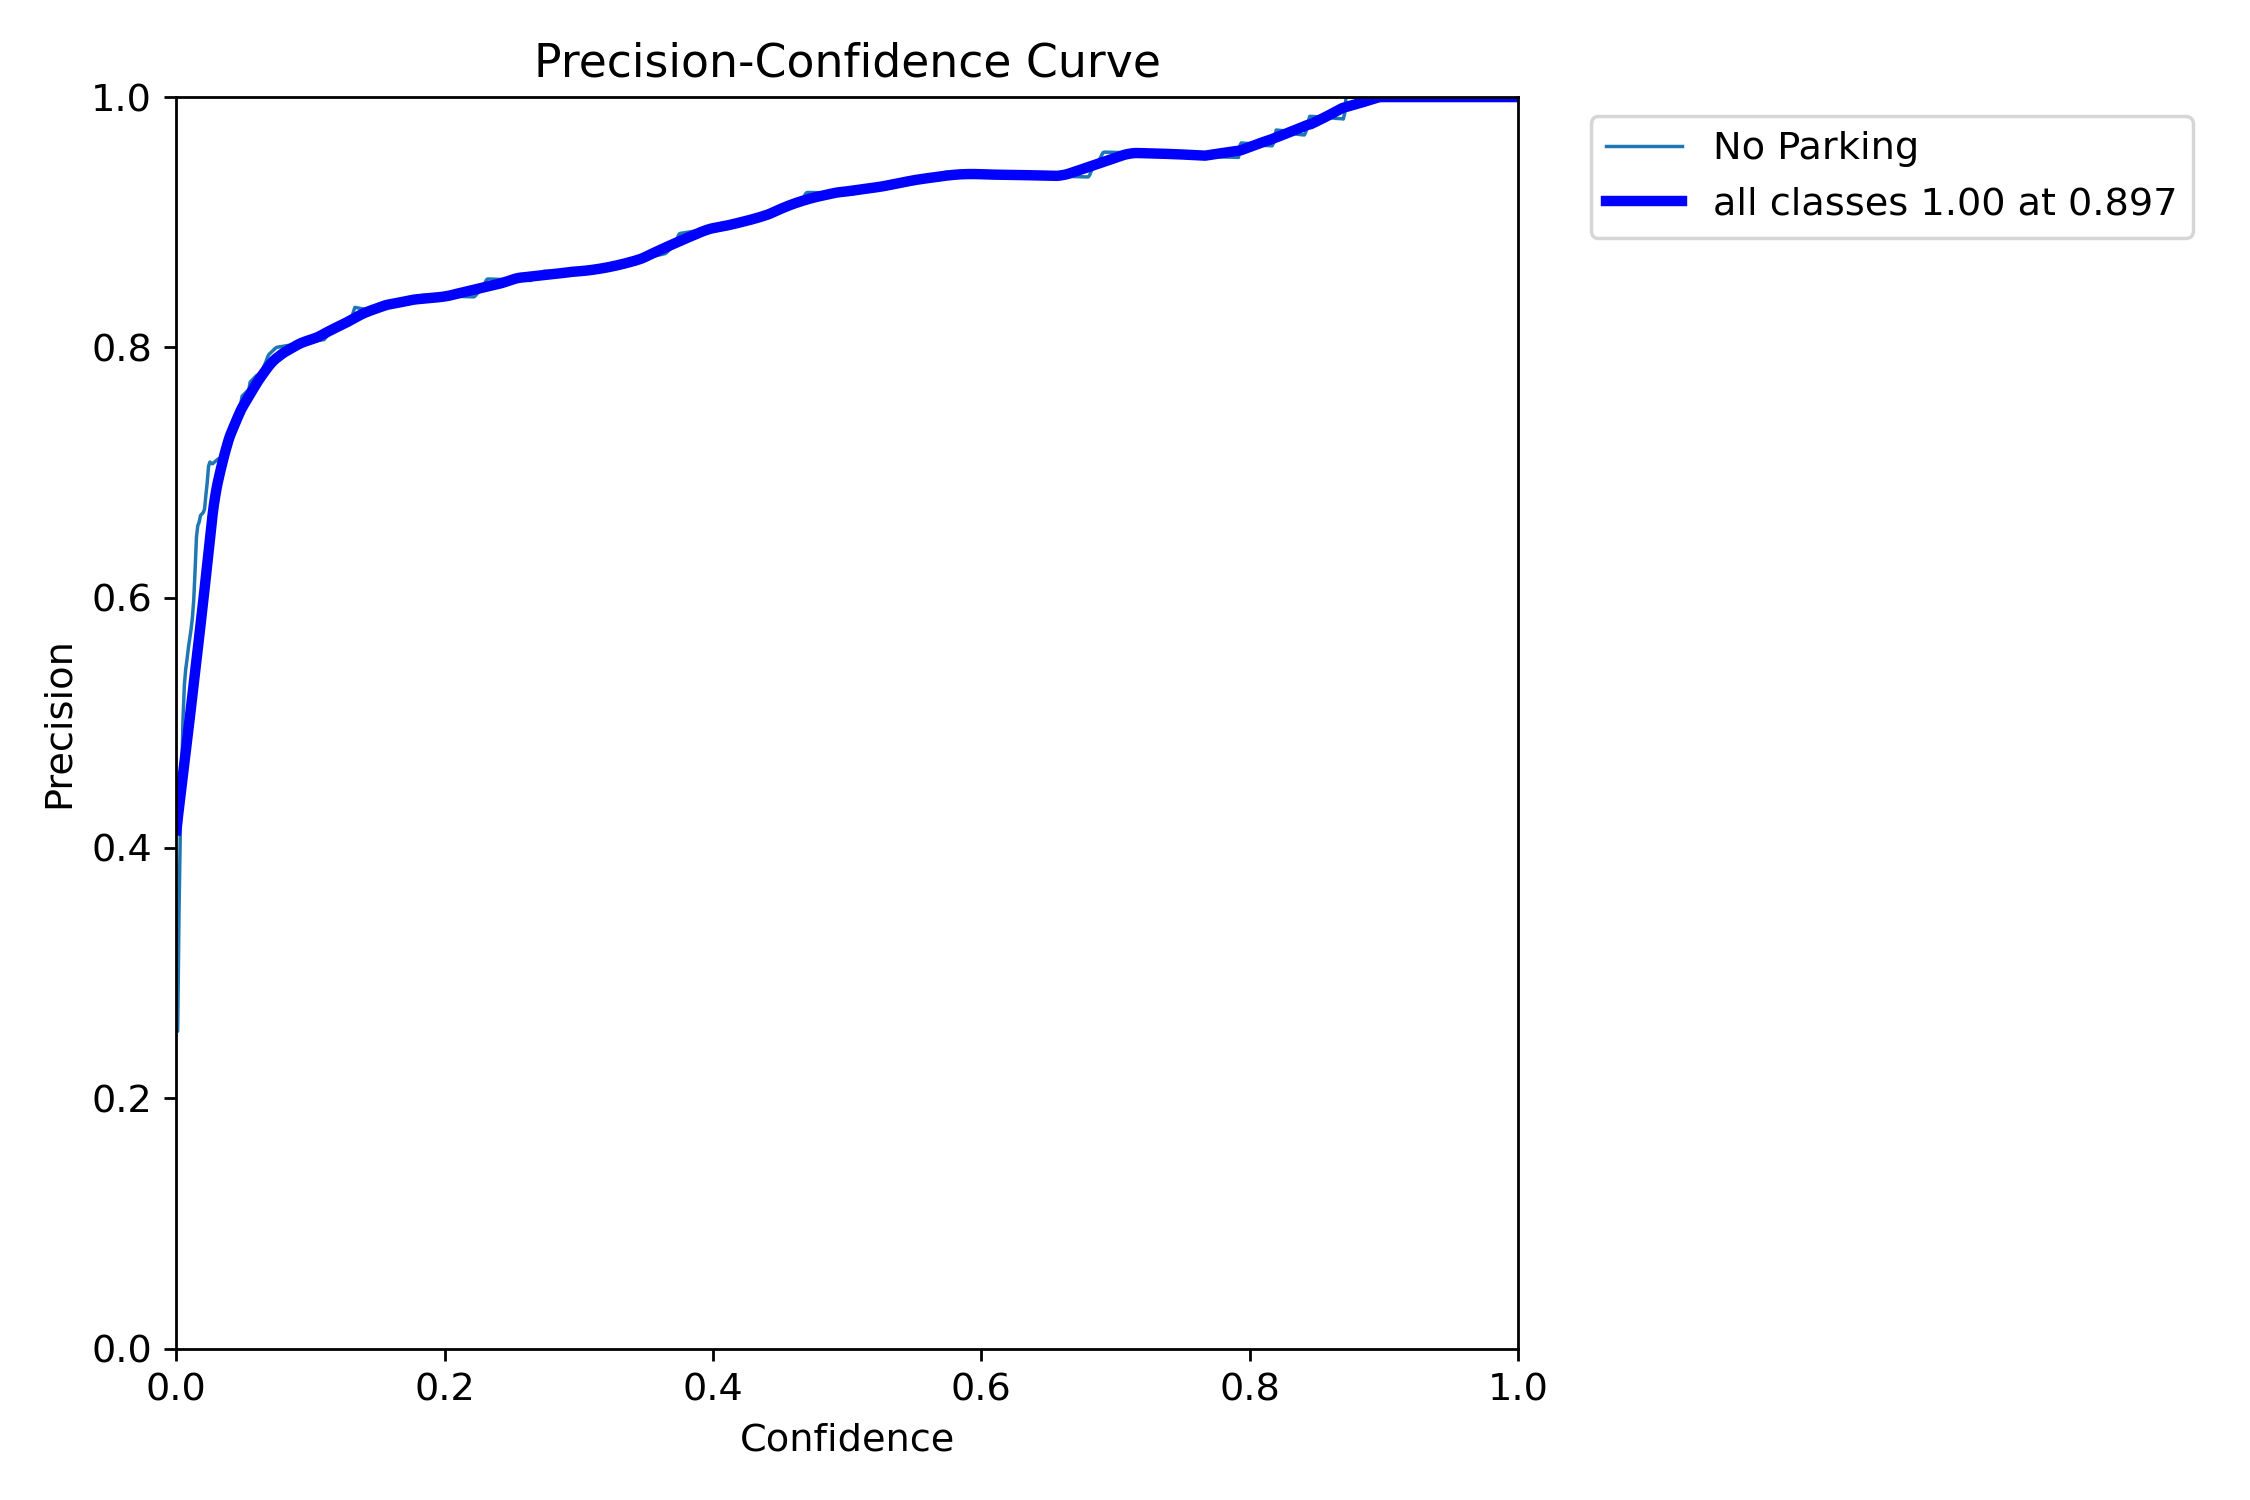 Precision-Confidence Curve
1.0
0.8
0.6
0.4
0.2
0.0
Precision
0.0 0.2 0.4 0.6 0.8 1.0
Confidence
No Parking
all classes 1.00 at 0.897